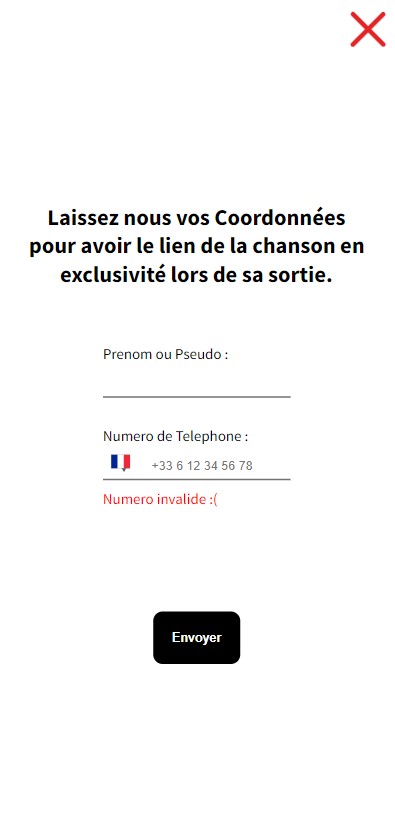 Laissez nous vos Coordonnées
pour avoir le lien de la chanson en
exclusivité lors de sa sortie.
Prenom ou Pseudo :
Numero de Telephone :
+33 6 12 34 56 78
Numero invalide :(
Envoyer